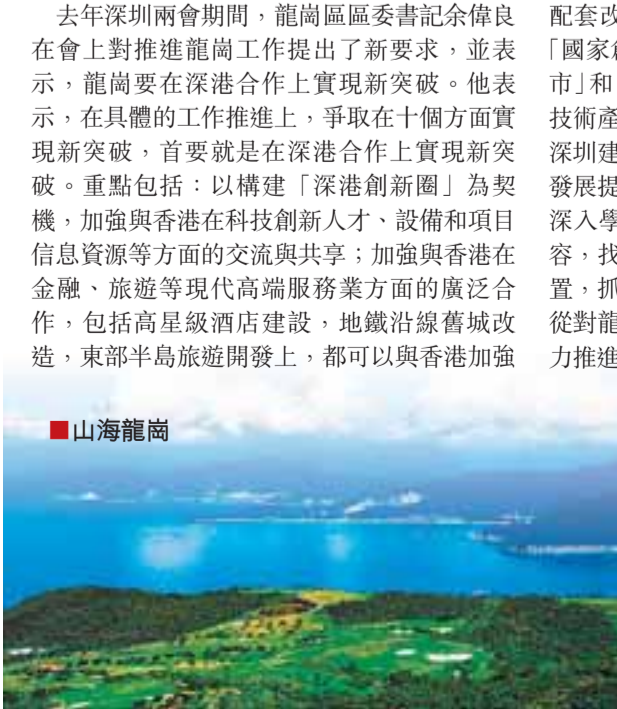 去年深圳兩會期間，龍崗區區委書記余偉良
在會上對推進龍崗工作提出了新要求，並表
示，龍崗要在深港合作上實現新突破。他表
示，在具體的工作推進上，爭取在十個方面實
現新突破，首要就是在深港合作上實現新突
破。重點包括：以構建「深港創新圈」為契
機，加強與香港在科技創新人才、設備和項目
信息資源等方面的交流與共享；加強與香港在
金融、旅遊等現代高端服務業方面的廣泛合
作，包括高星級酒店建設，地鐵沿線舊城改
造，東部半島旅遊開發上，都可以與香港加強
配套改
「國家創
市」和
技術產
深圳建
發展提
深入學
容，找
置，抓
從對龍
力推進
■山海龍崗